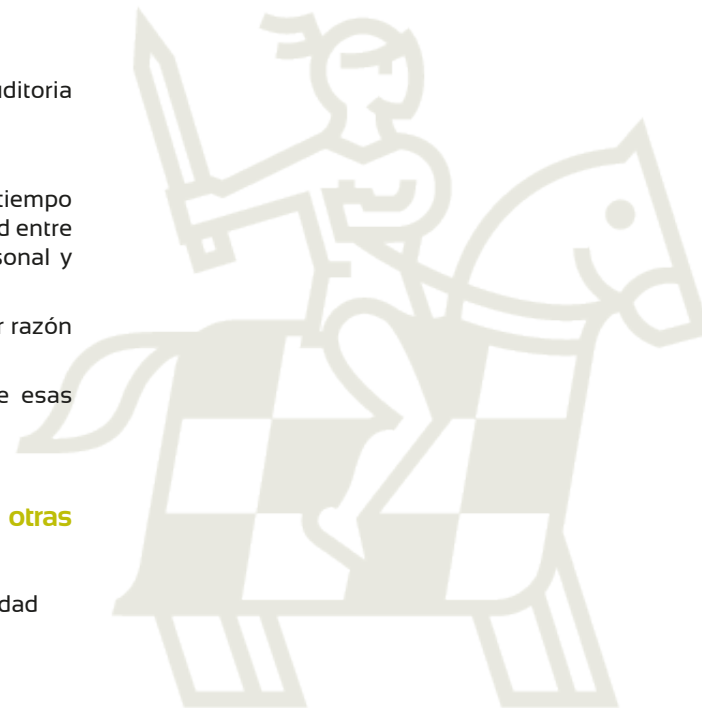 uditoria
tiempo
d entre
sonal y
r razón
e esas
otras
dad